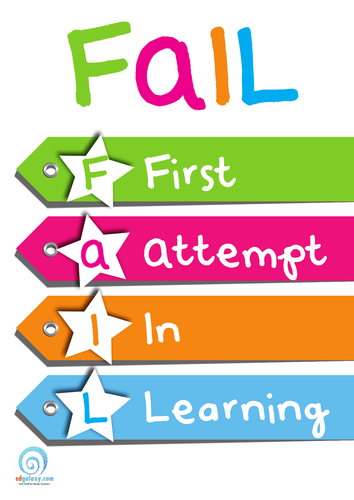 FaIL
F First
a attempt
I In
L Learning
edgalaxy.com